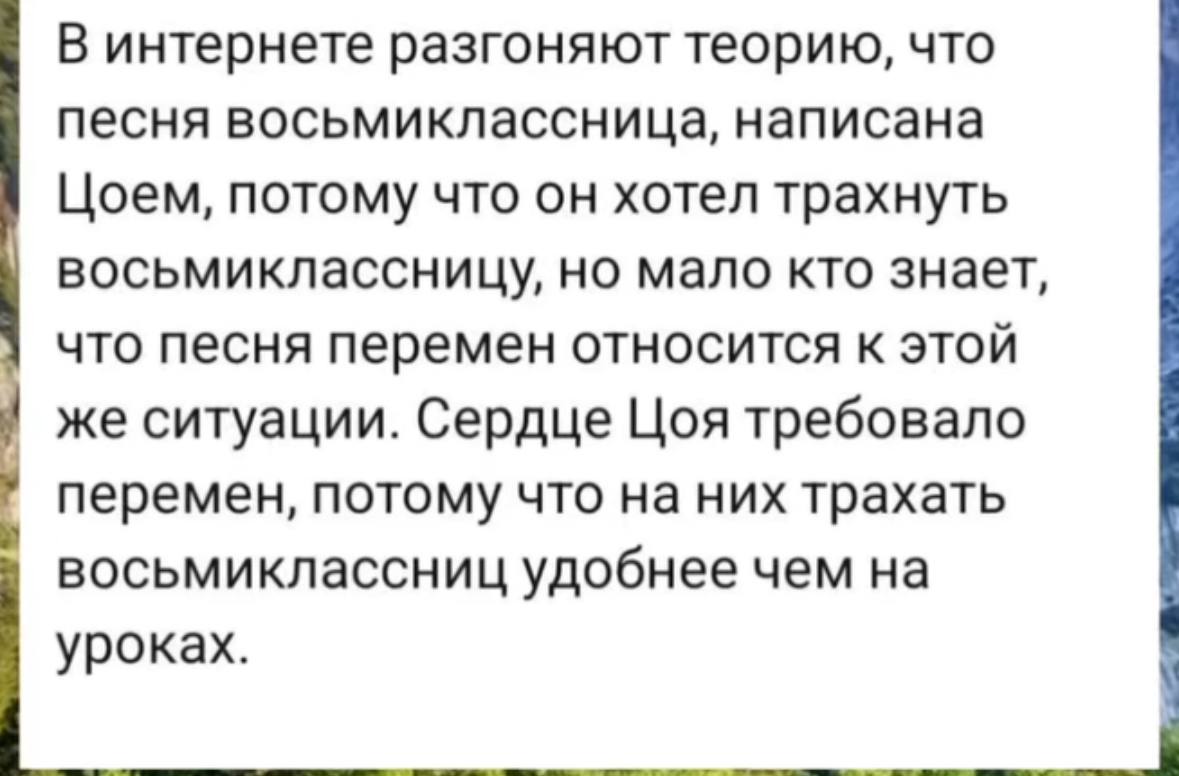 В интернете разгоняют теорию, что
песня восьмиклассница, написана
Цоем, потому что он хотел трахнуть
восьмиклассницу, но мало кто знает,
что песня перемен относится к этой
же ситуации. Сердце Цоя требовало
перемен, потому что на них трахать
восьмиклассниц удобнее чем на
уроках.